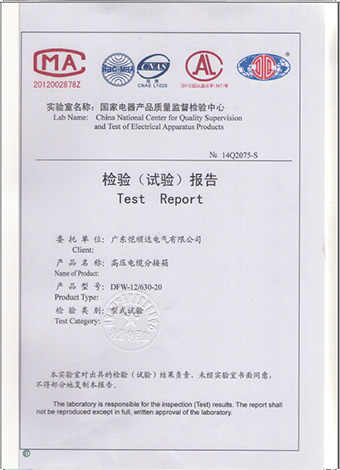 MA
2012002878Z
ilac-MRA
CNAS
CNAS L1020
AL
实验室名称：国家电器产品质量监督检验中心
Lab Name: China National Center for Quality Supervision
and Test of Electrical Apparatus Products
№ 14Q2075-S
检验（试验）报告
Test Report
委托单位：广东恺顺达电气有限公司
Client:
产品名称：高压电缆分接箱
Name of Product:
产品型号：DFW-12/630-20
Product Type:
检验类别：型式试验
Test Category:
本实验室对出具的检验（试验）结果负责。未经实验室书面同意，
不得部分地复制本报告。
The laboratory is responsible for the inspection (Test) results. The report shall
not be reproduced except in full, written approval of the laboratory.